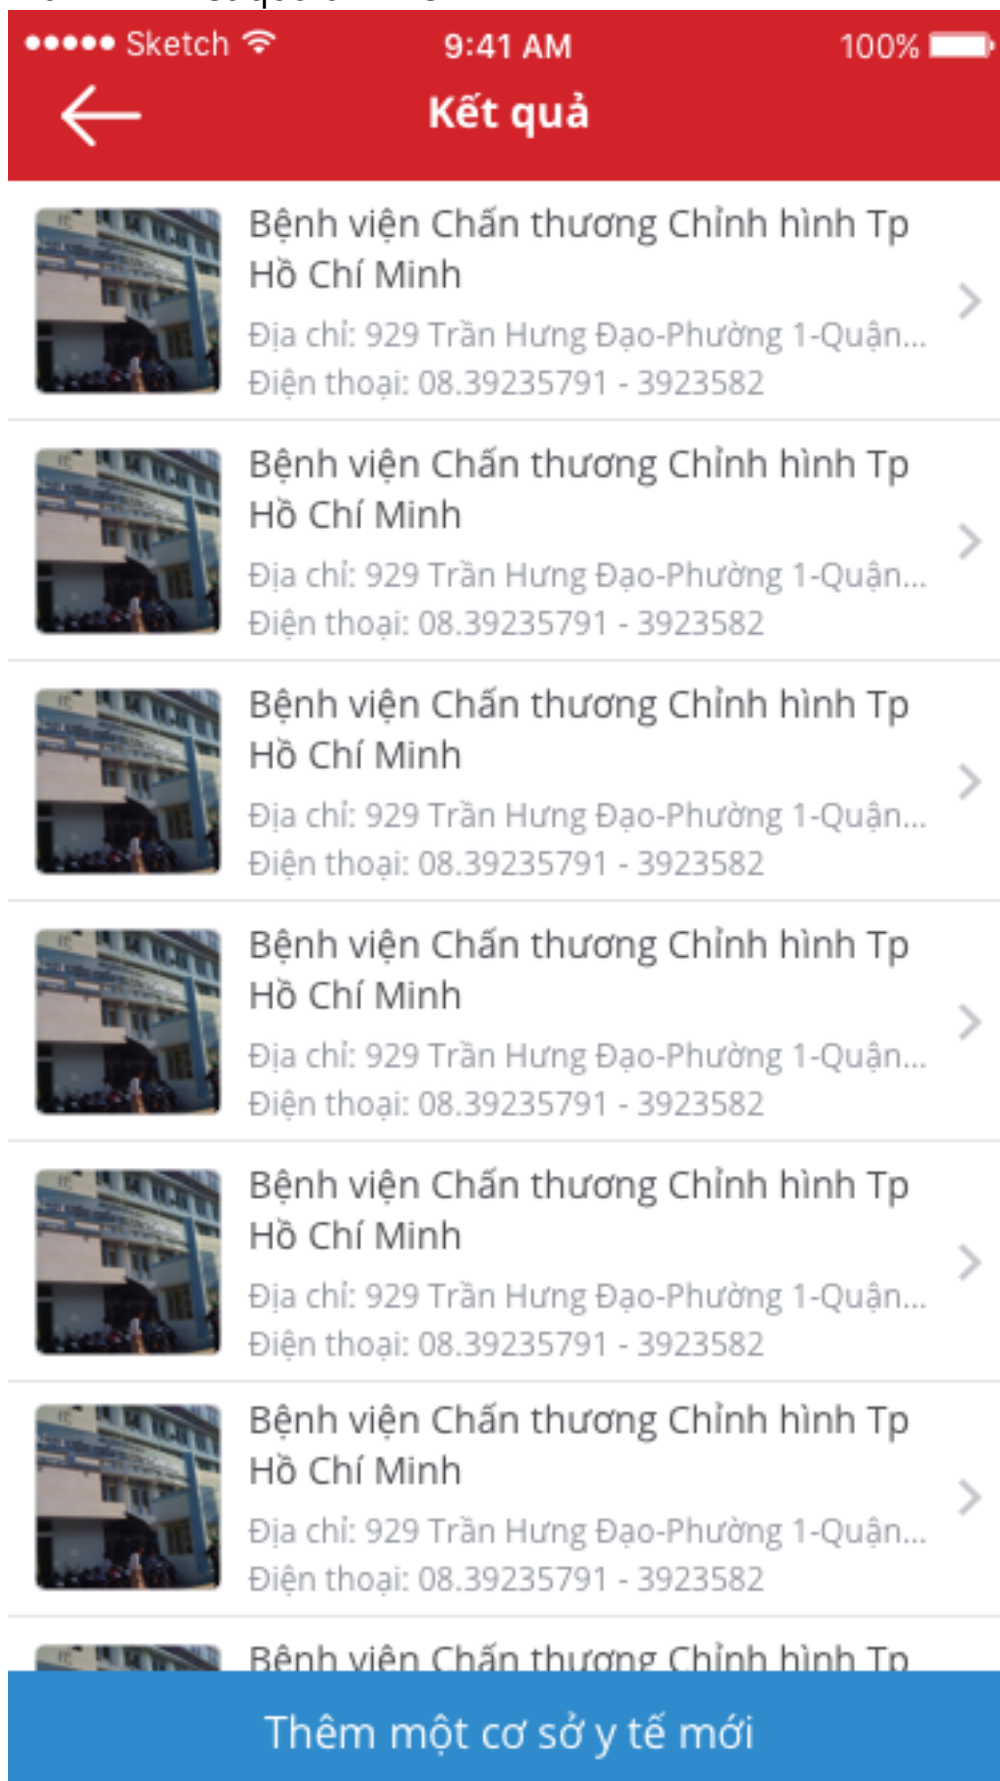 Sketch 9:41 AM 100%
Kết quả
Bệnh viện Chấn thương Chỉnh hình Tp
Hồ Chí Minh
Địa chỉ: 929 Trần Hưng Đạo-Phường 1-Quận...
Điện thoại: 08.39235791 - 3923582
Bệnh viện Chấn thương Chỉnh hình Tp
Hồ Chí Minh
Địa chỉ: 929 Trần Hưng Đạo-Phường 1-Quận...
Điện thoại: 08.39235791 - 3923582
Bệnh viện Chấn thương Chỉnh hình Tp
Hồ Chí Minh
Địa chỉ: 929 Trần Hưng Đạo-Phường 1-Quận...
Điện thoại: 08.39235791 - 3923582
Bệnh viện Chấn thương Chỉnh hình Tp
Hồ Chí Minh
Địa chỉ: 929 Trần Hưng Đạo-Phường 1-Quận...
Điện thoại: 08.39235791 - 3923582
Bệnh viện Chấn thương Chỉnh hình Tp
Hồ Chí Minh
Địa chỉ: 929 Trần Hưng Đạo-Phường 1-Quận...
Điện thoại: 08.39235791 - 3923582
Bệnh viện Chấn thương Chỉnh hình Tp
Hồ Chí Minh
Địa chỉ: 929 Trần Hưng Đạo-Phường 1-Quận...
Điện thoại: 08.39235791 - 3923582
Bệnh viện Chấn thương Chỉnh hình Tp
Thêm một cơ sở y tế mới